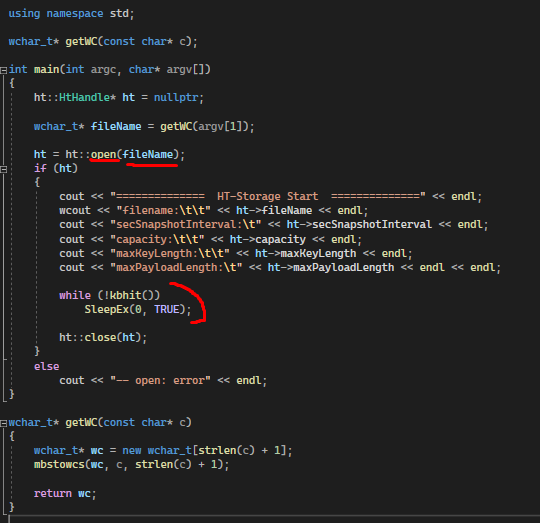 using namespace std;
wchar_t* getWC(const char* c);
int main(int argc, char* argv[])
{
ht::HtHandle* ht = nullptr;
wchar_t* fileName = getWC(argv[1]);
ht = ht::open(fileName);
if (ht)
{
cout << "============== HT-Storage Start ==============" << endl;
wcout << "filename:\t\t" << ht->fileName << endl;
cout << "secSnapshotInterval:\t" << ht->secSnapshotInterval << endl;
cout << "capacity:\t\t" << ht->capacity << endl;
cout << "maxKeyLength:\t\t" << ht->maxKeyLength << endl;
cout << "maxPayloadLength:\t" << ht->maxPayloadLength << endl << endl;
while (!kbhit())
SleepEx(0, TRUE);
ht::close(ht);
}
else
cout << "-- open: error" << endl;
}
wchar_t* getWC(const char* c)
{
wchar_t* wc = new wchar_t[strlen(c) + 1];
mbstowcs(wc, c, strlen(c) + 1);
return wc;
}